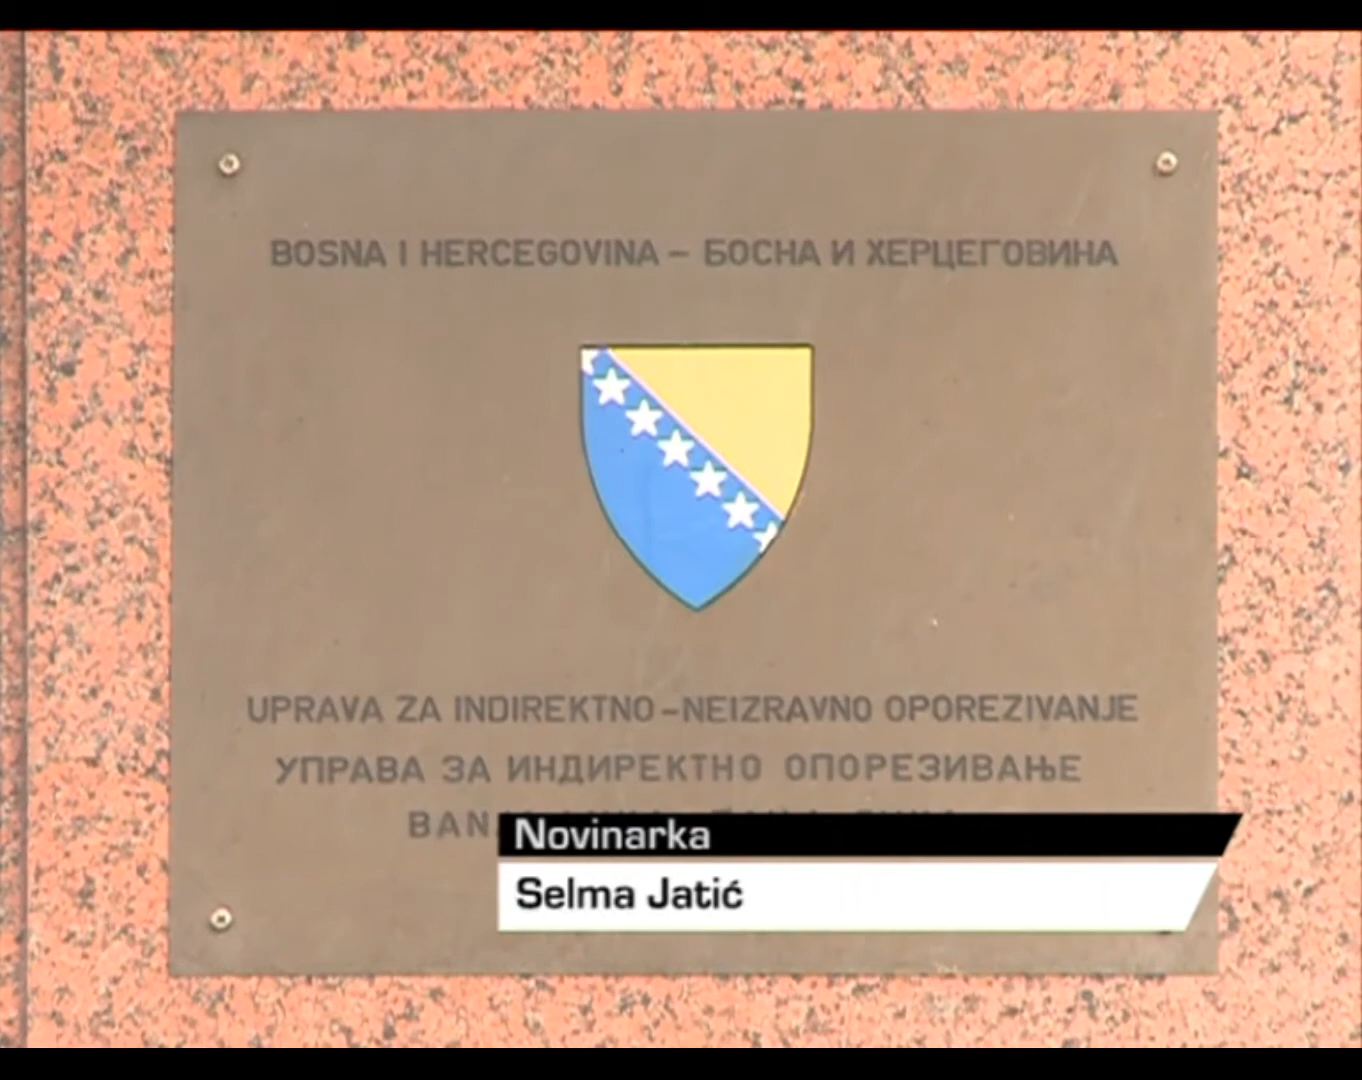 BOSNA I HERCEGOVINA – БОСНА И ХЕРЦЕГОВИНА
UPRAVA ZA INDIREKTNO – NEIZRAVNO OPOREZIVANJE
УПРАВА ЗА ИНДИРЕКТНО ОПОРЕЗИВАЊЕ
Novinarka
Selma Jatić